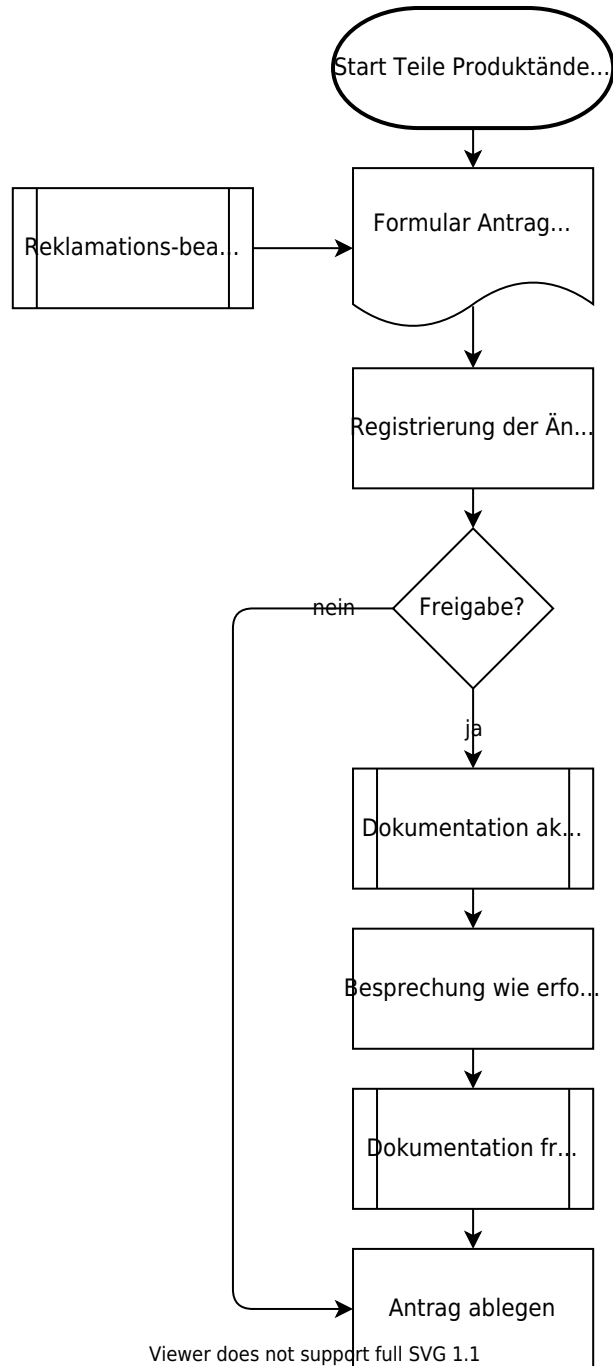 Start Teile Produktände...
Formular Antrag...
Reklamations-bea...
Registrierung der Än...
Freigabe?
nein
ja
Dokumentation ak...
Besprechung wie erfo...
Dokumentation fr...
Antrag ablegen
Viewer does not support full SVG 1.1